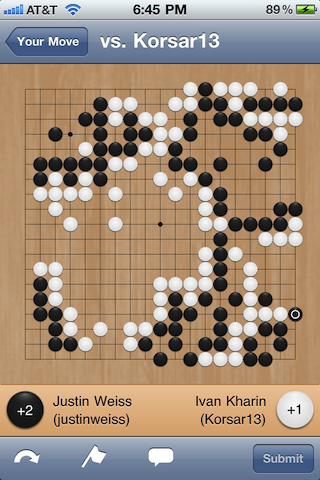 AT&T 6:45 PM 89%
Your Move vs. Korsar13
+2 Justin Weiss Ivan Kharin +1
(justinweiss) (Korsar13)
Submit